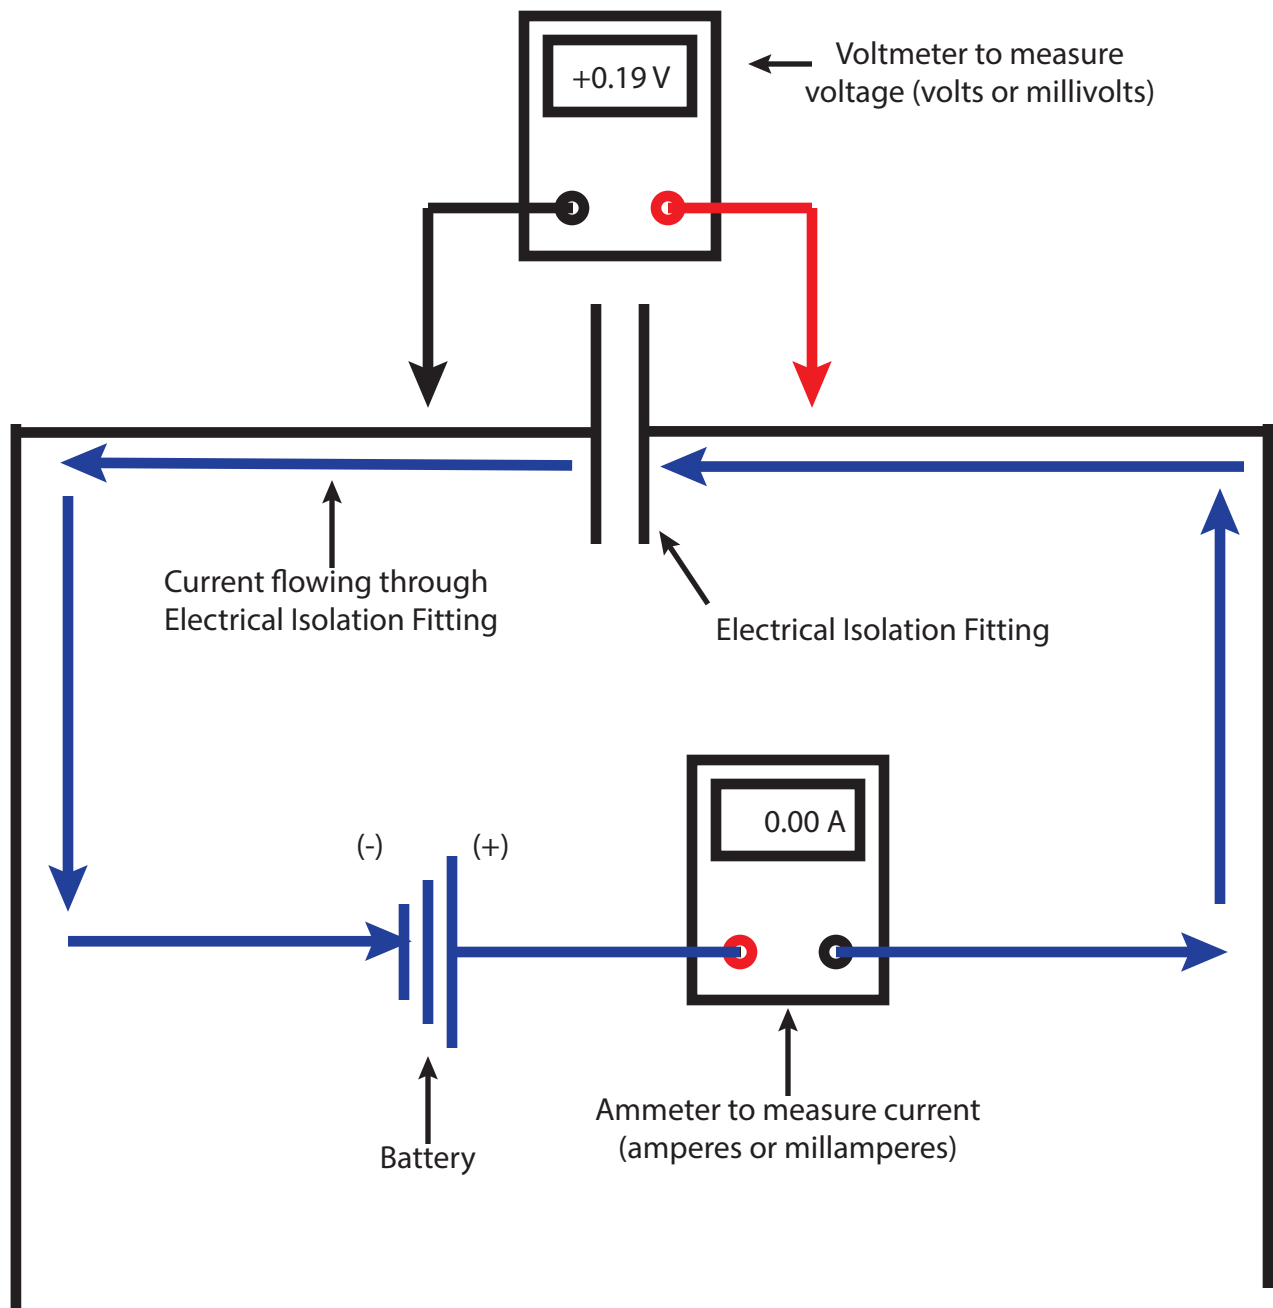 +0.19 V
Voltmeter to measure
voltage (volts or millivolts)
Current flowing through
Electrical Isolation Fitting
Electrical Isolation Fitting
(-)
(+)
0.00 A
Battery
Ammeter to measure current
(amperes or millamperes)